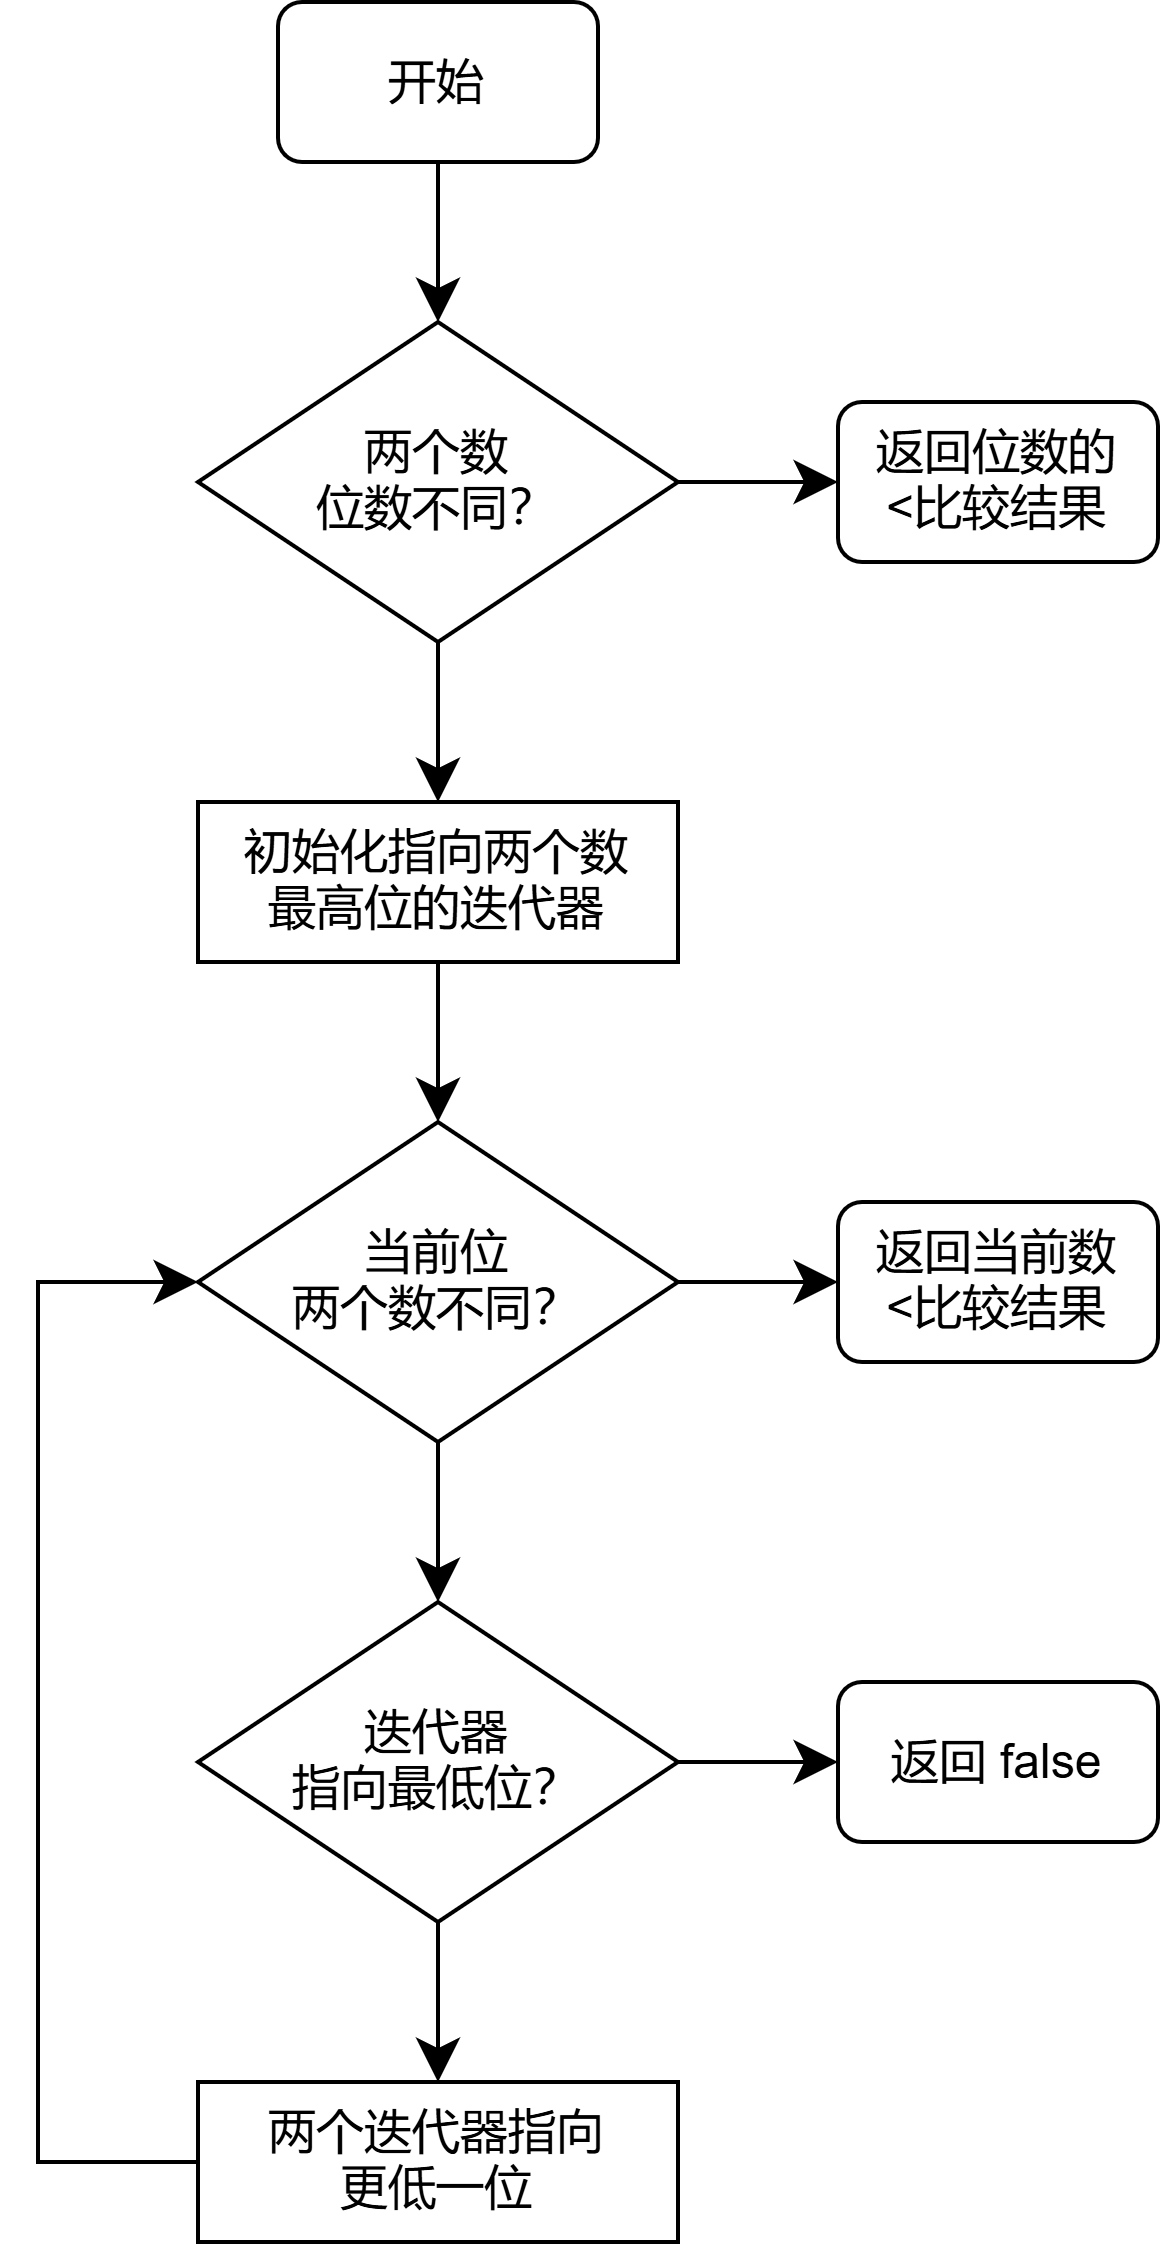 开始
两个数
位数不同？
返回位数的
<比较结果
初始化指向两个数
最高位的迭代器
当前位
两个数不同？
返回当前数
<比较结果
迭代器
指向最低位？
返回 false
两个迭代器指向
更低一位